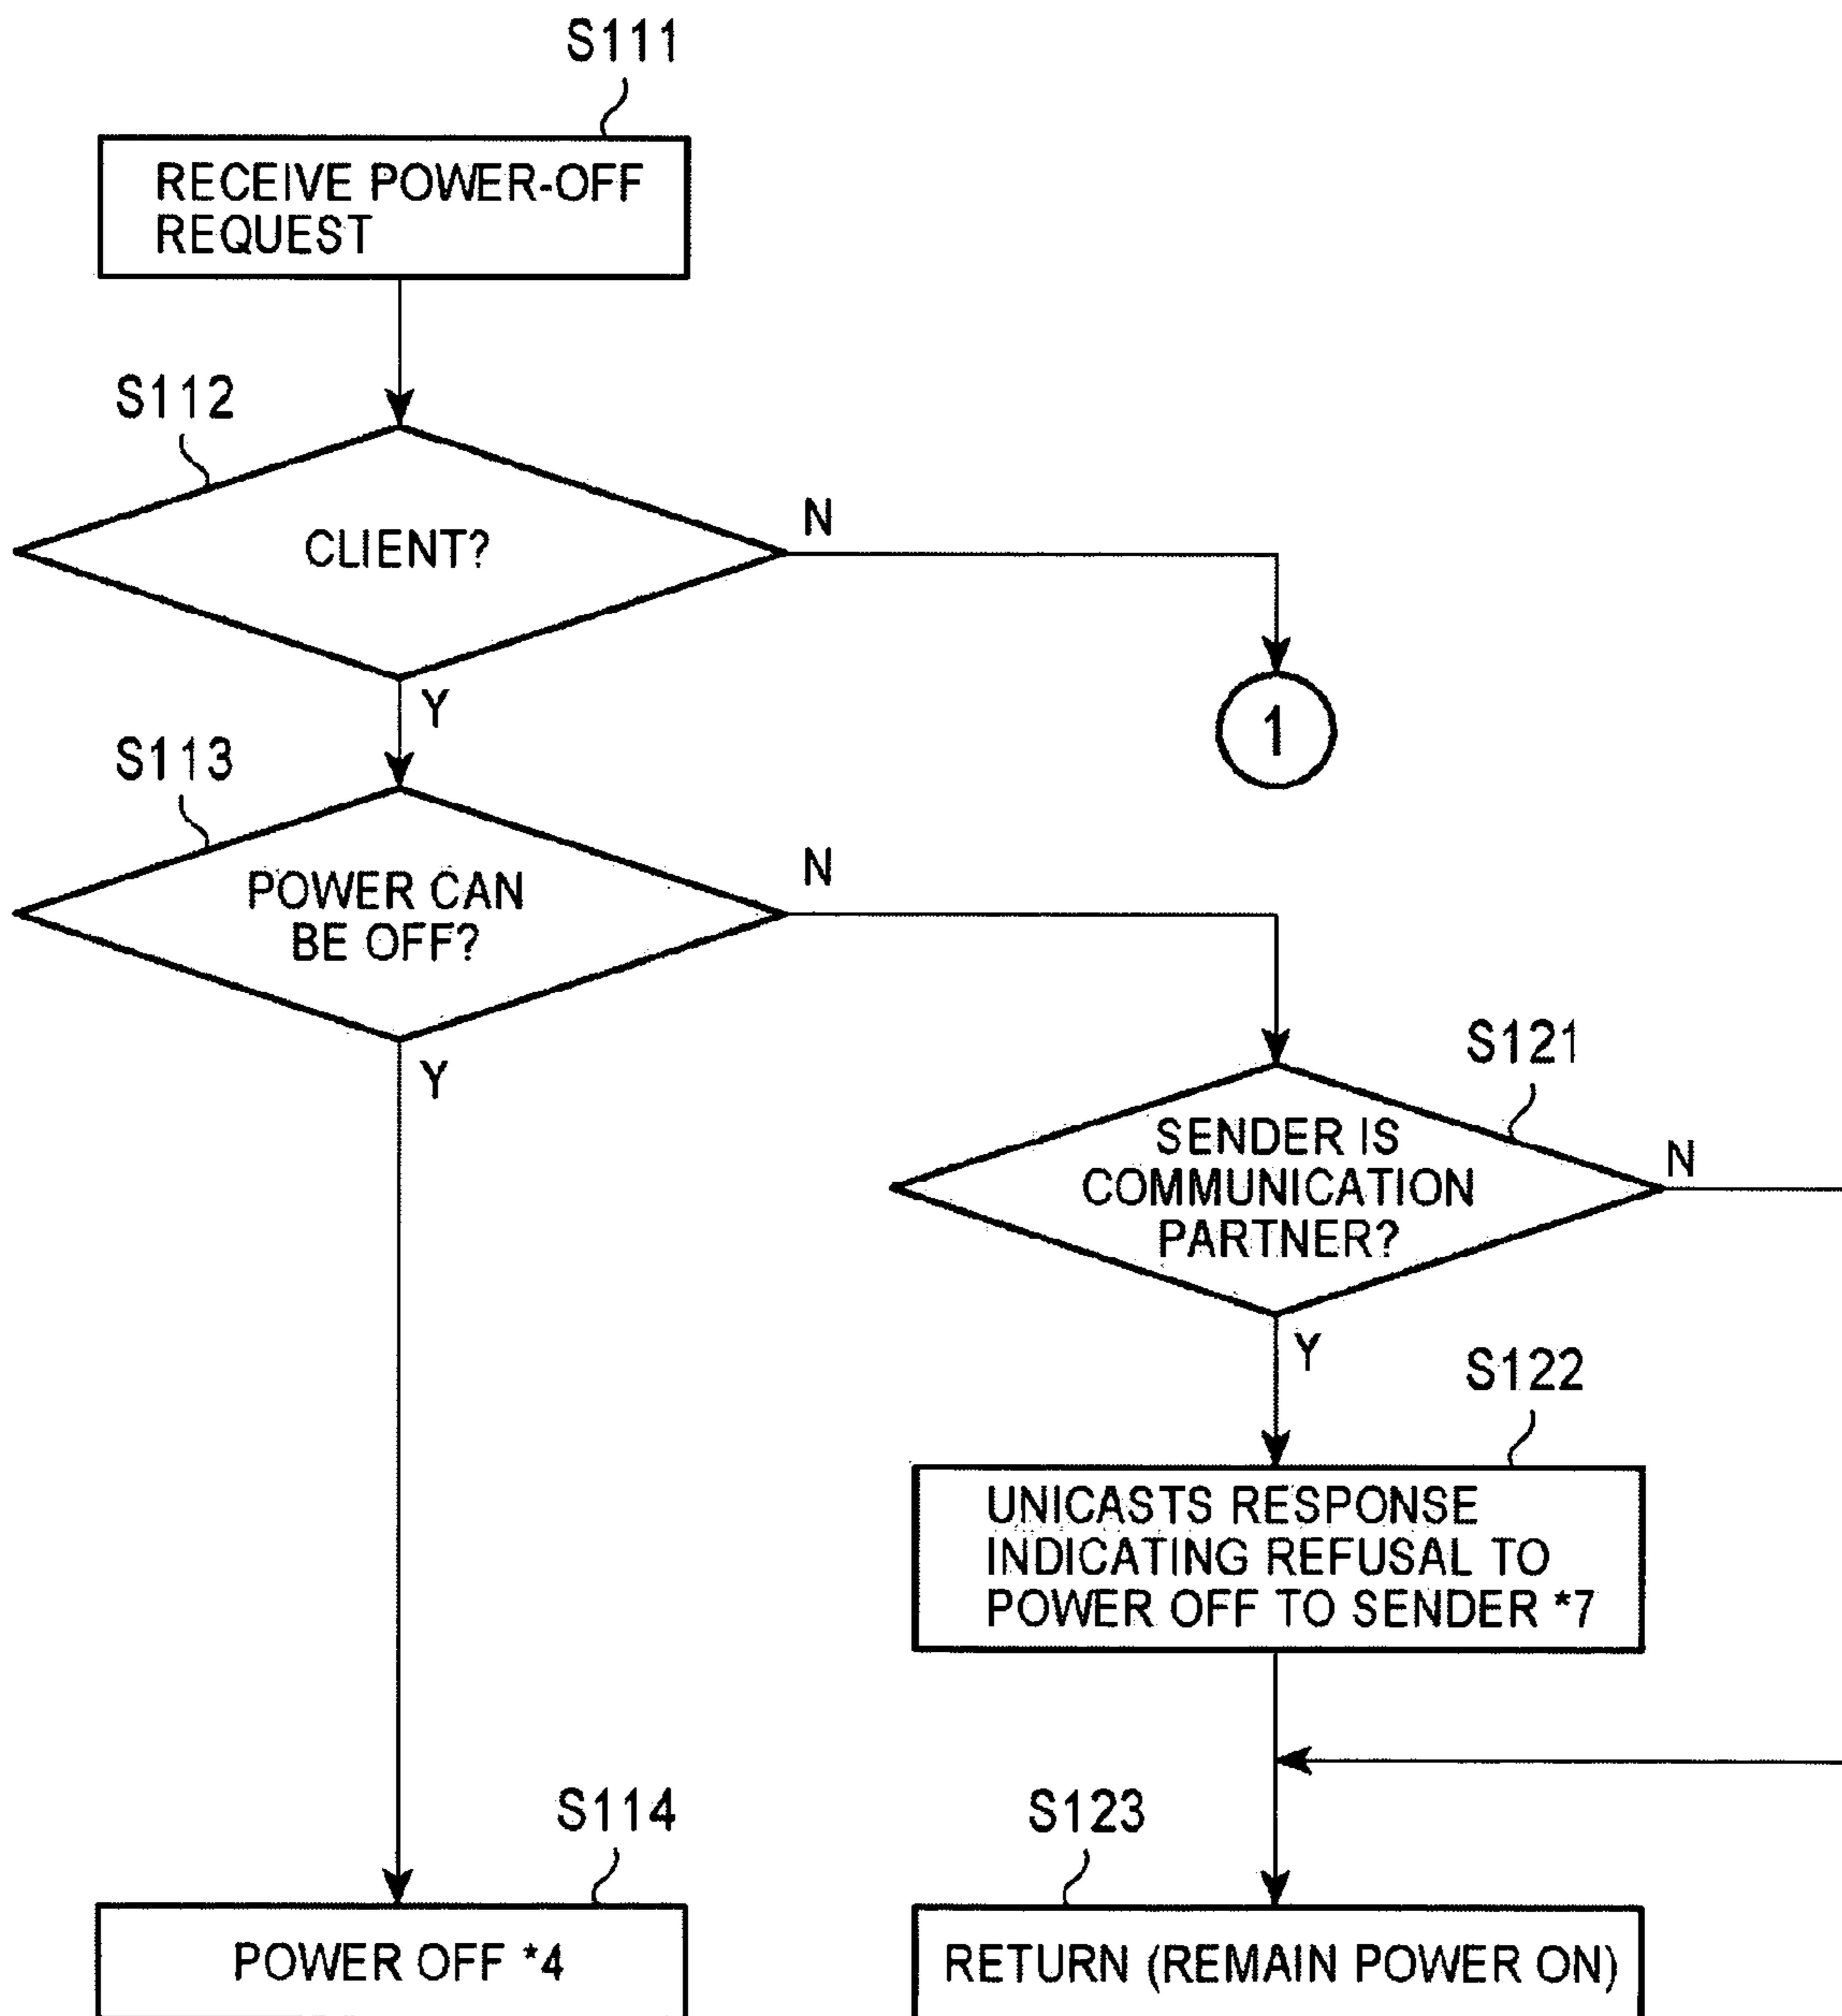 S111
RECEIVE POWER-OFF
REQUEST
S112
CLIENT?
N
Y
1
S113
POWER CAN
BE OFF?
N
Y
S121
SENDER IS
COMMUNICATION
PARTNER?
N
Y
S122
UNICASTS RESPONSE
INDICATING REFUSAL TO
POWER OFF TO SENDER *7
S114
POWER OFF *4
S123
RETURN (REMAIN POWER ON)